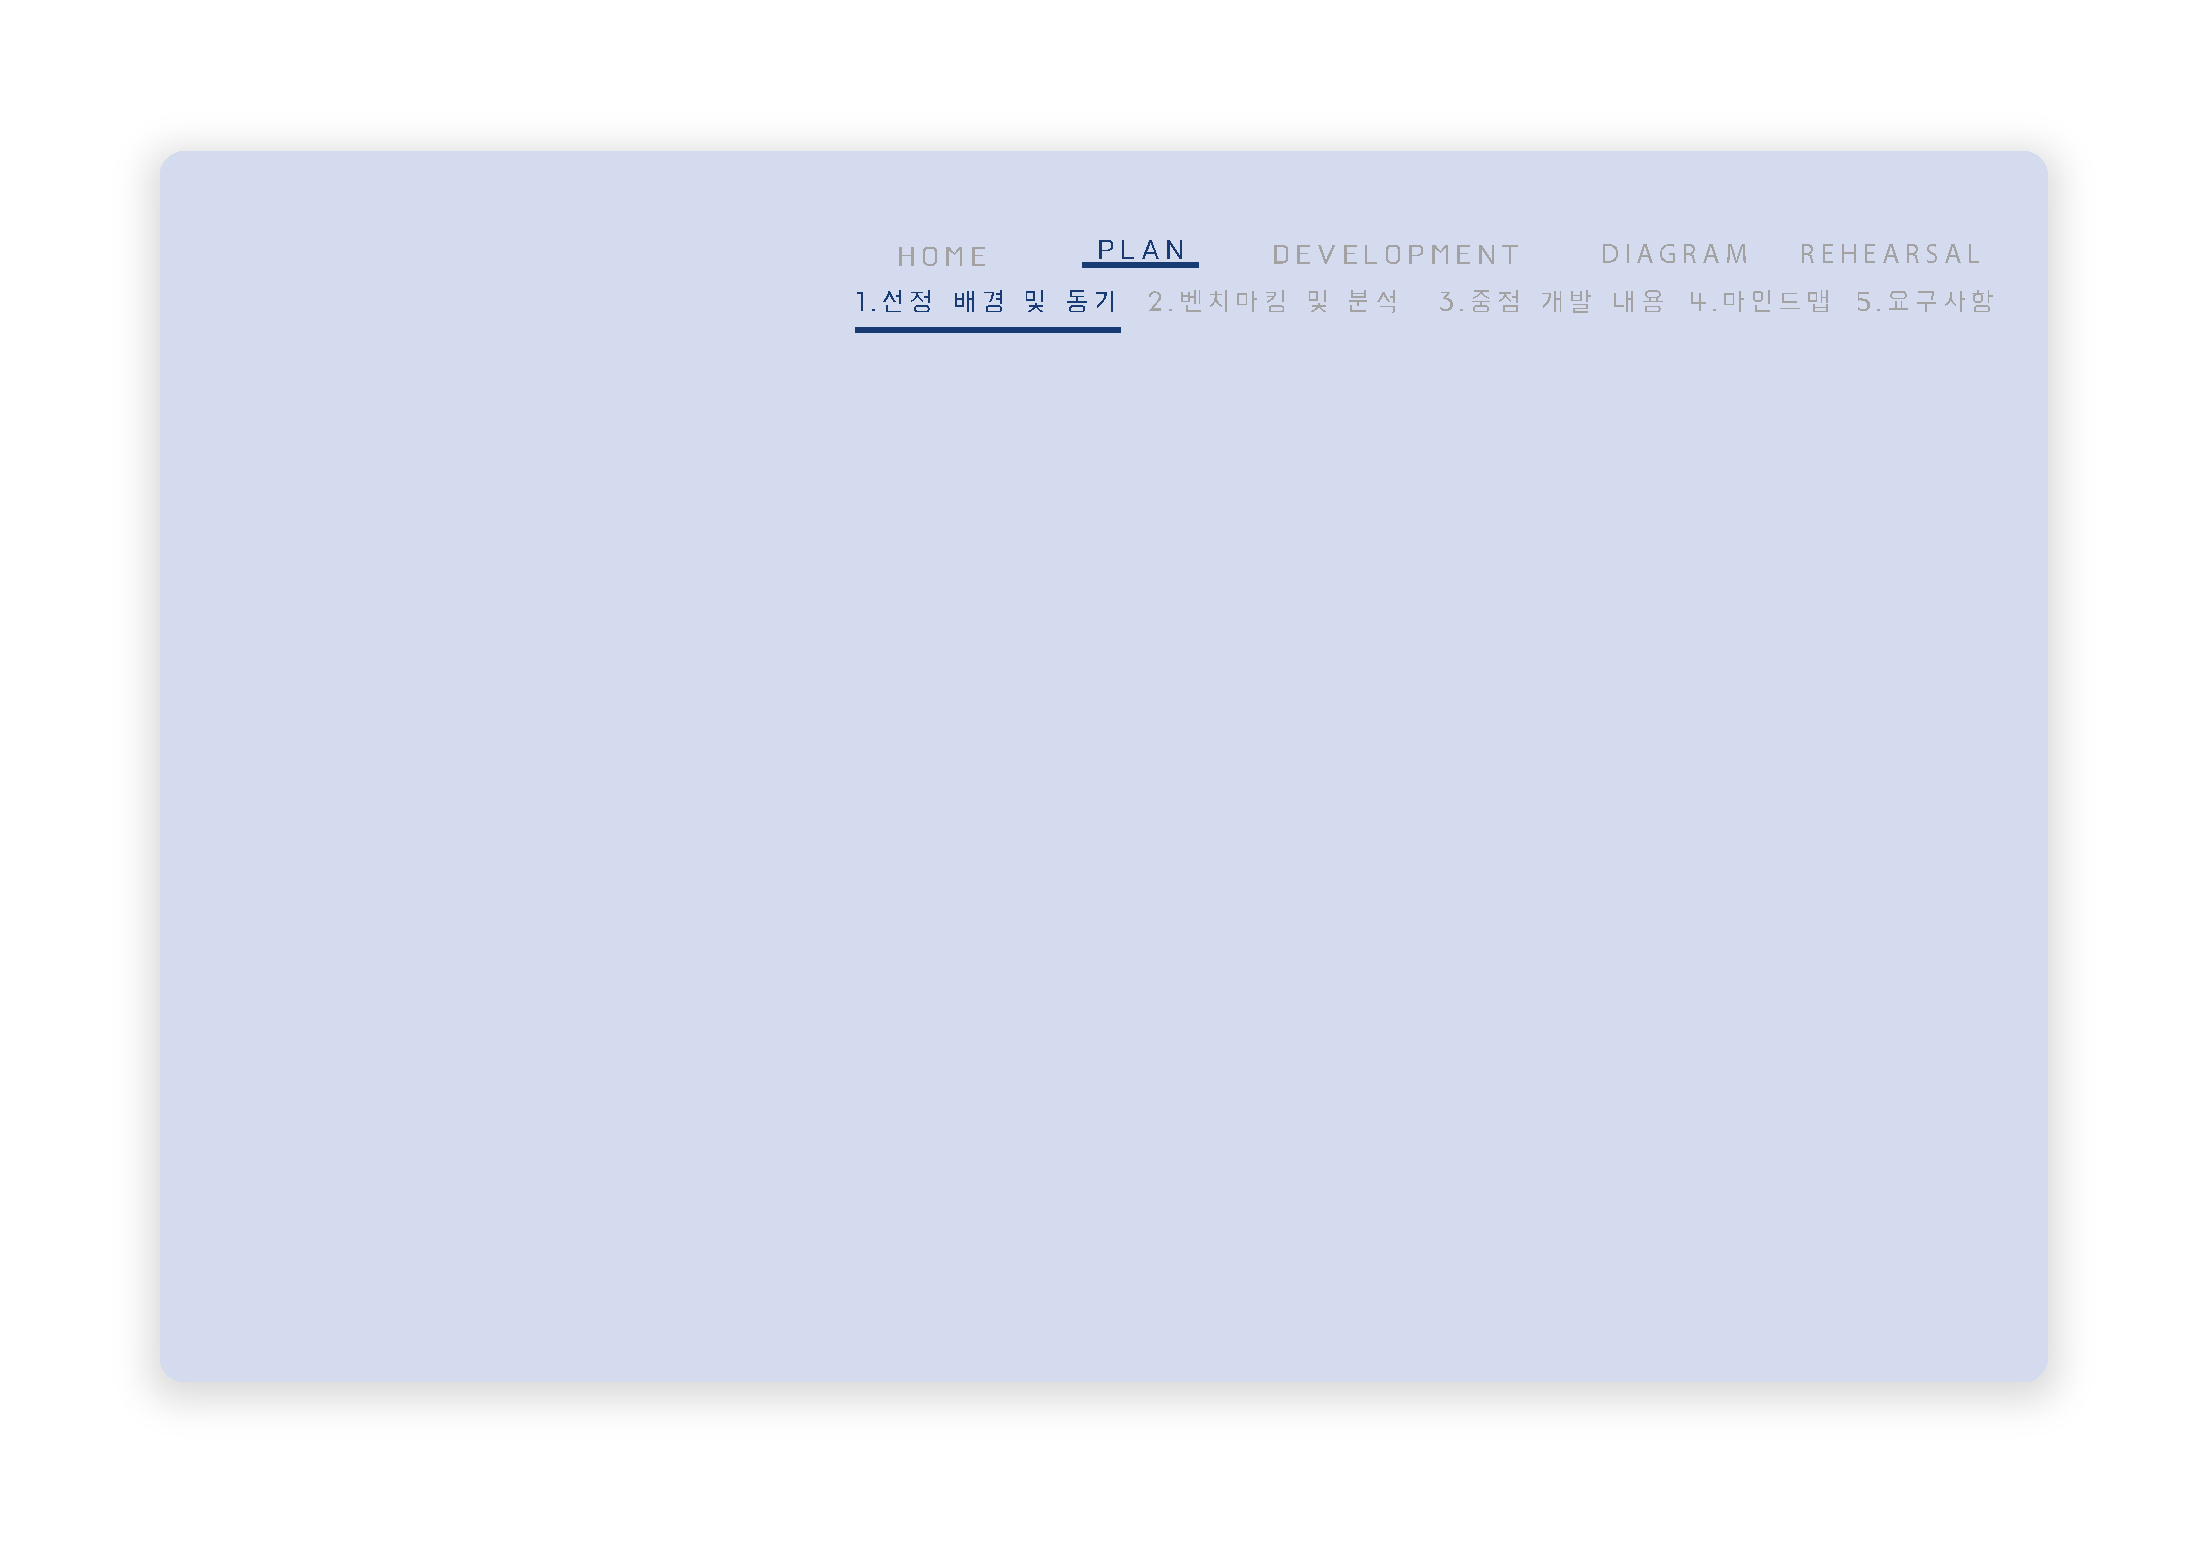 HOME PLAN DEVELOPMENT DIAGRAM REHEARSAL
1.선정 배경 및 동기 2.벤치마킹 및 분석 3.중점 개발 내용 4.마인드맵 5.요구사항